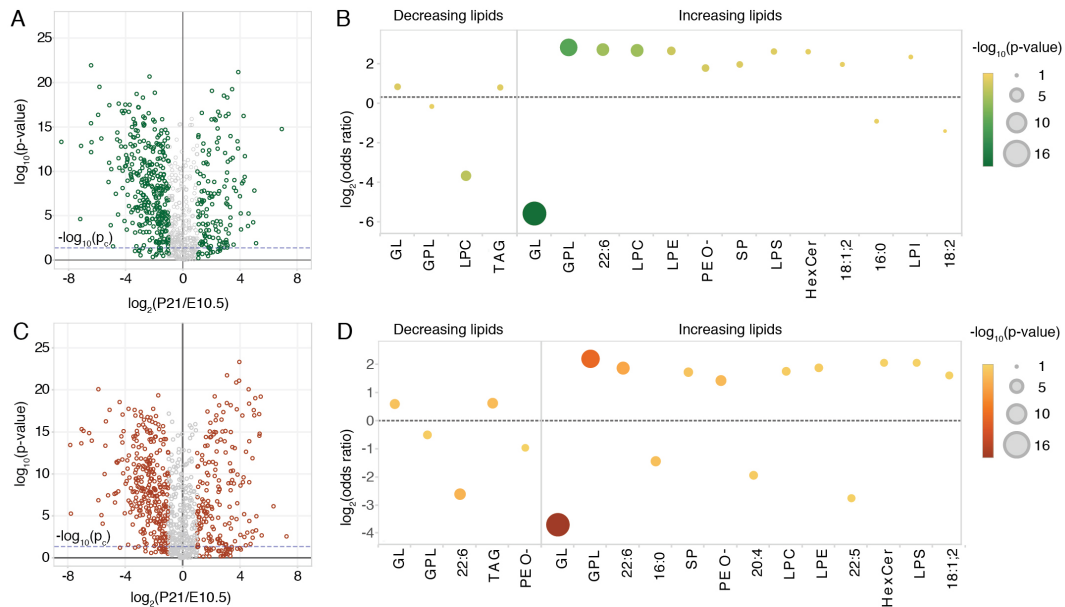 A
25
20
15
10
5
0
log10(p-value)
-log10(pc)
-8
-4
0
4
8
log2(P21/E10.5)
B
Decreasing lipids
Increasing lipids
2
0
-2
-4
-6
log2(odds ratio)
GL
GPL
LPC
TAG
GL
GPL
22:6
LPC
LPE
PE O-
SP
LPS
HexCer
18:1;2
16:0
LPI
18:2
-log10(p-value)
1
5
10
16
C
25
20
15
10
5
0
log10(p-value)
-log10(pc)
-8
-4
0
4
8
log2(P21/E10.5)
D
Decreasing lipids
Increasing lipids
2
1
0
-1
-2
-3
-4
log2(odds ratio)
GL
GPL
22:6
TAG
PE O-
GL
GPL
22:6
16:0
SP
PE O-
20:4
LPC
LPE
22:5
HexCer
LPS
18:1;2
-log10(p-value)
1
5
10
16